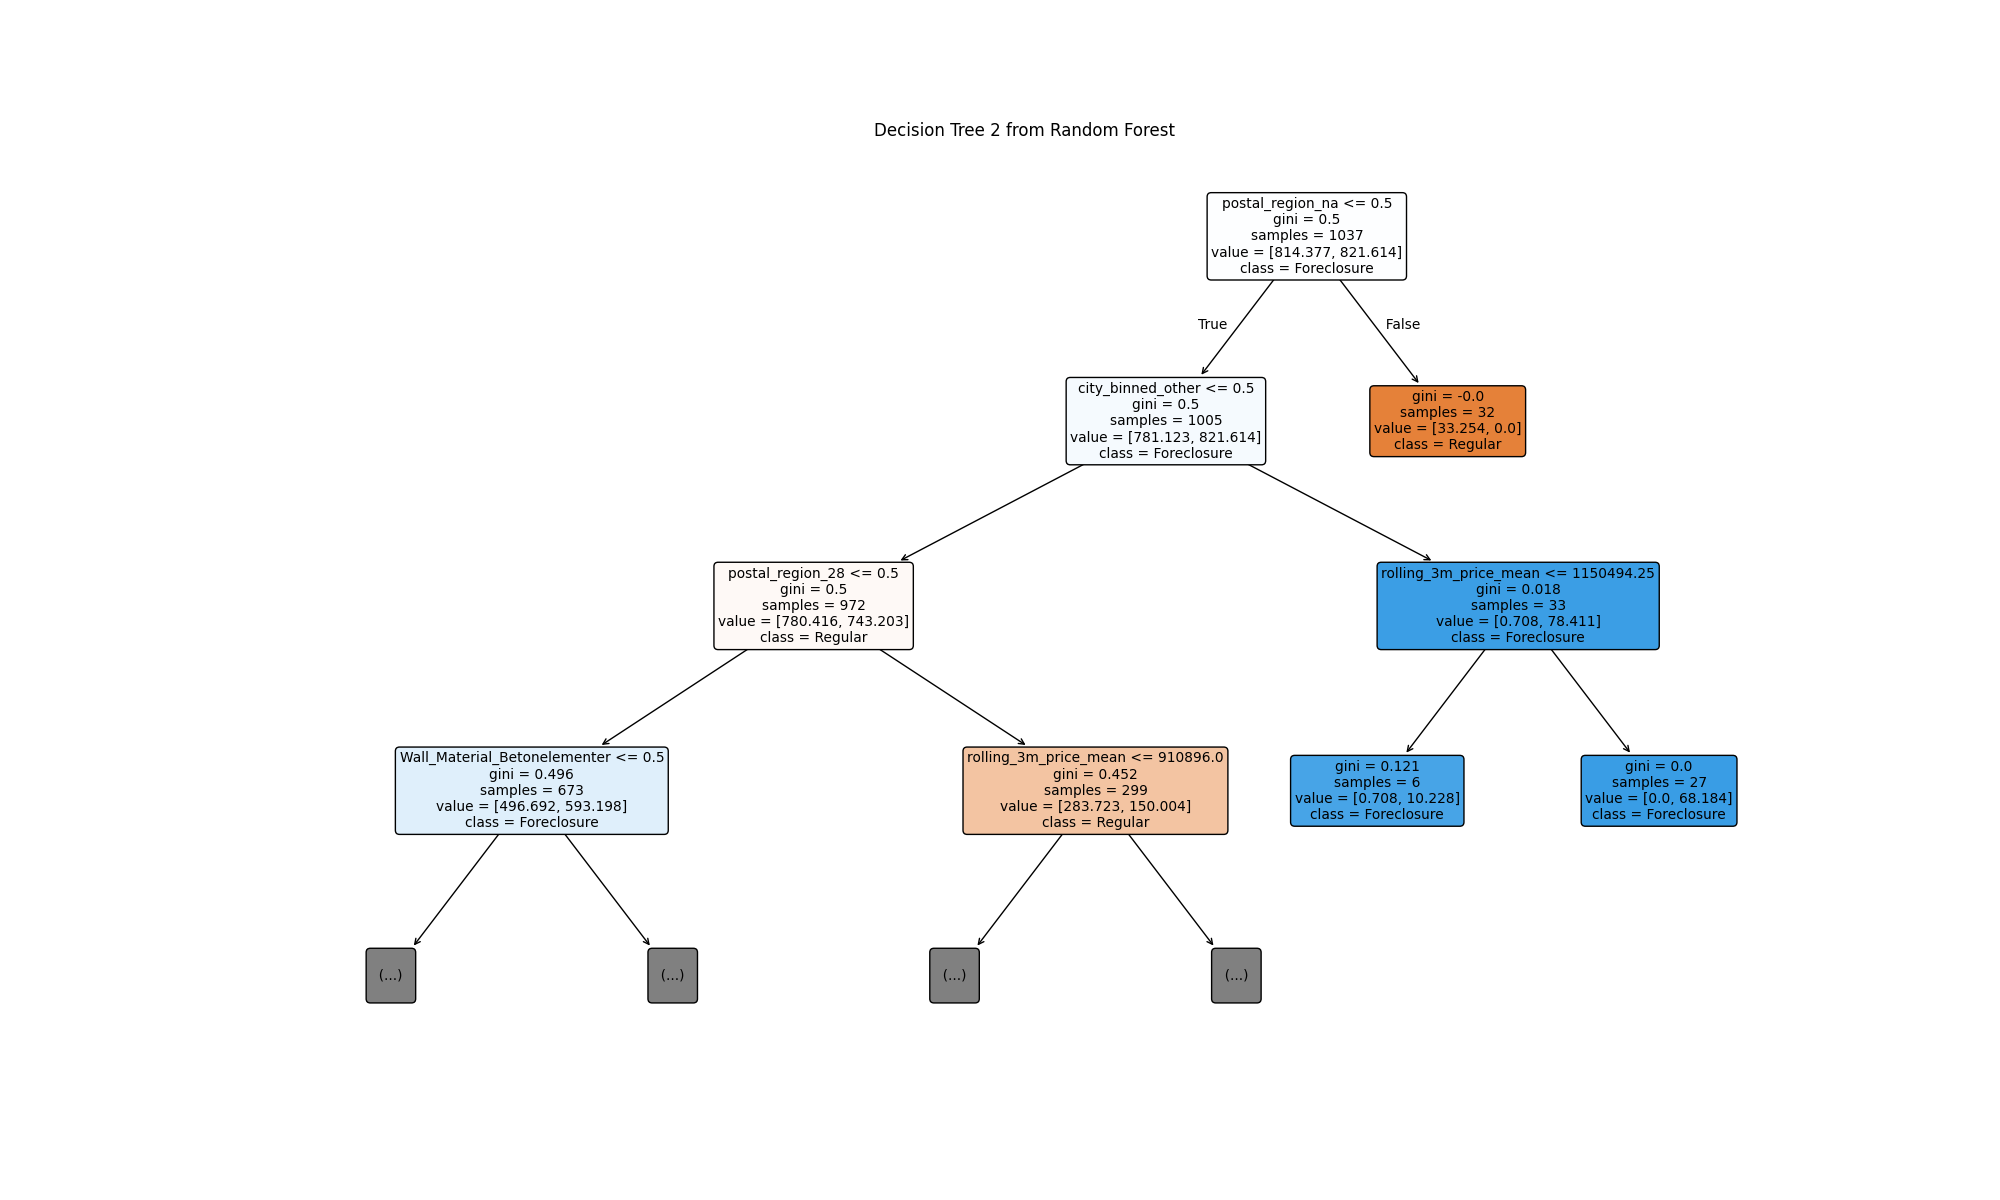 Decision Tree 2 from Random Forest
postal_region_na <= 0.5
gini = 0.5
samples = 1037
value = [814.377, 821.614]
class = Foreclosure
True
False
city_binned_other <= 0.5
gini = 0.5
samples = 1005
value = [781.123, 821.614]
class = Foreclosure
gini = -0.0
samples = 32
value = [33.254, 0.0]
class = Regular
postal_region_28 <= 0.5
gini = 0.5
samples = 972
value = [780.416, 743.203]
class = Regular
rolling_3m_price_mean <= 1150494.25
gini = 0.018
samples = 33
value = [0.708, 78.411]
class = Foreclosure
Wall_Material_Betonelementer <= 0.5
gini = 0.496
samples = 673
value = [496.692, 593.198]
class = Foreclosure
rolling_3m_price_mean <= 910896.0
gini = 0.452
samples = 299
value = [283.723, 150.004]
class = Regular
gini = 0.121
samples = 6
value = [0.708, 10.228]
class = Foreclosure
gini = 0.0
samples = 27
value = [0.0, 68.184]
class = Foreclosure
(...)
(...)
(...)
(...)